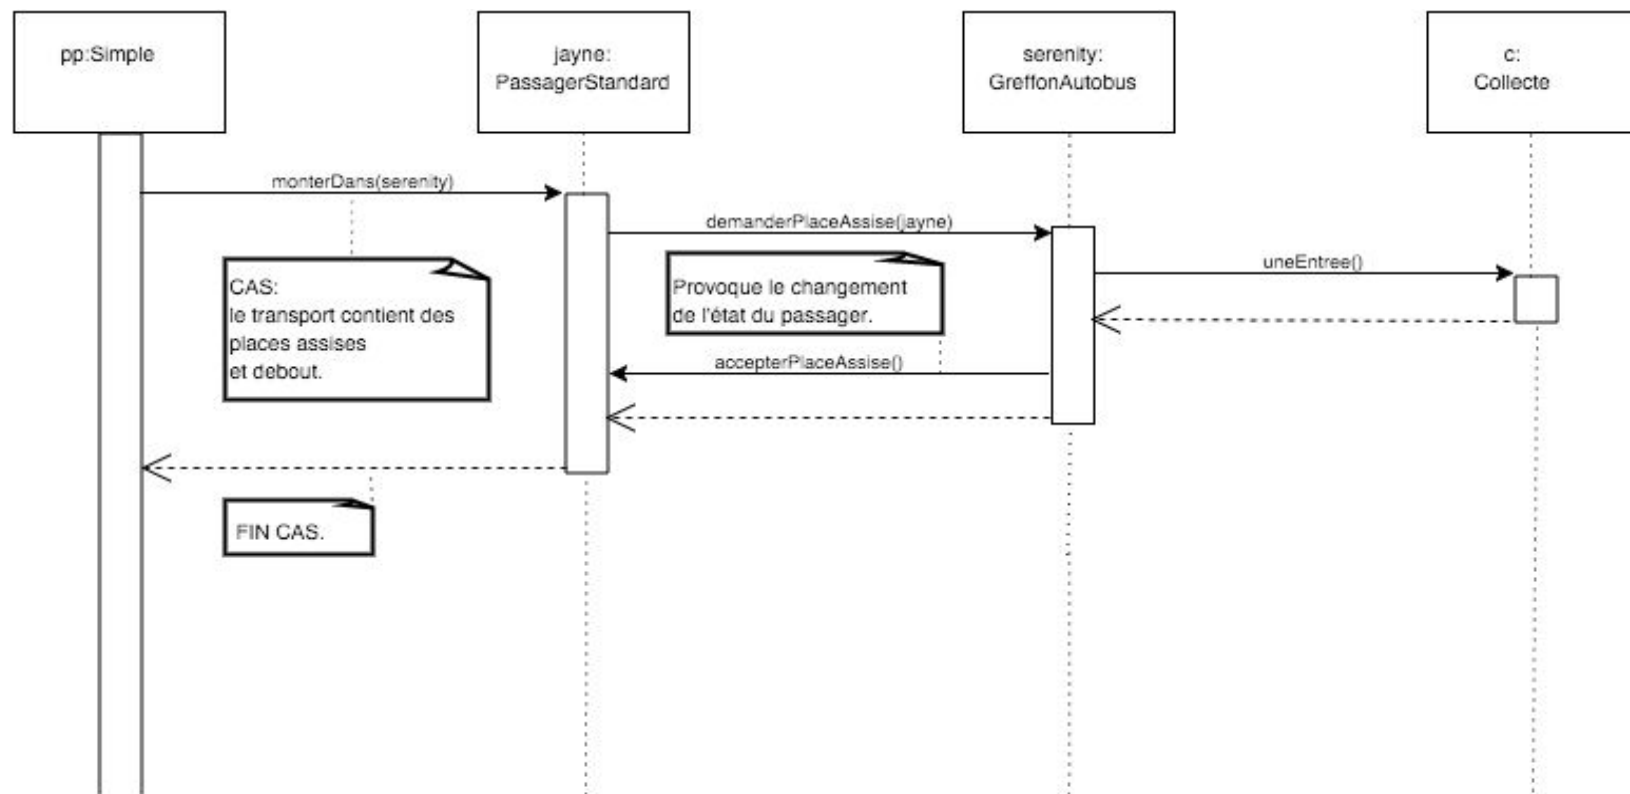 pp:Simple
jayne:
PassagerStandard
serenity:
GreffonAutobus
c:
Collecte
monterDans(serenity)
demanderPlaceAssise(jayne)
uneEntree()
CAS:
le transport contient des
places assises
et debout.
Provoque le changement
de l'état du passager.
accepterPlaceAssise()
FIN CAS.